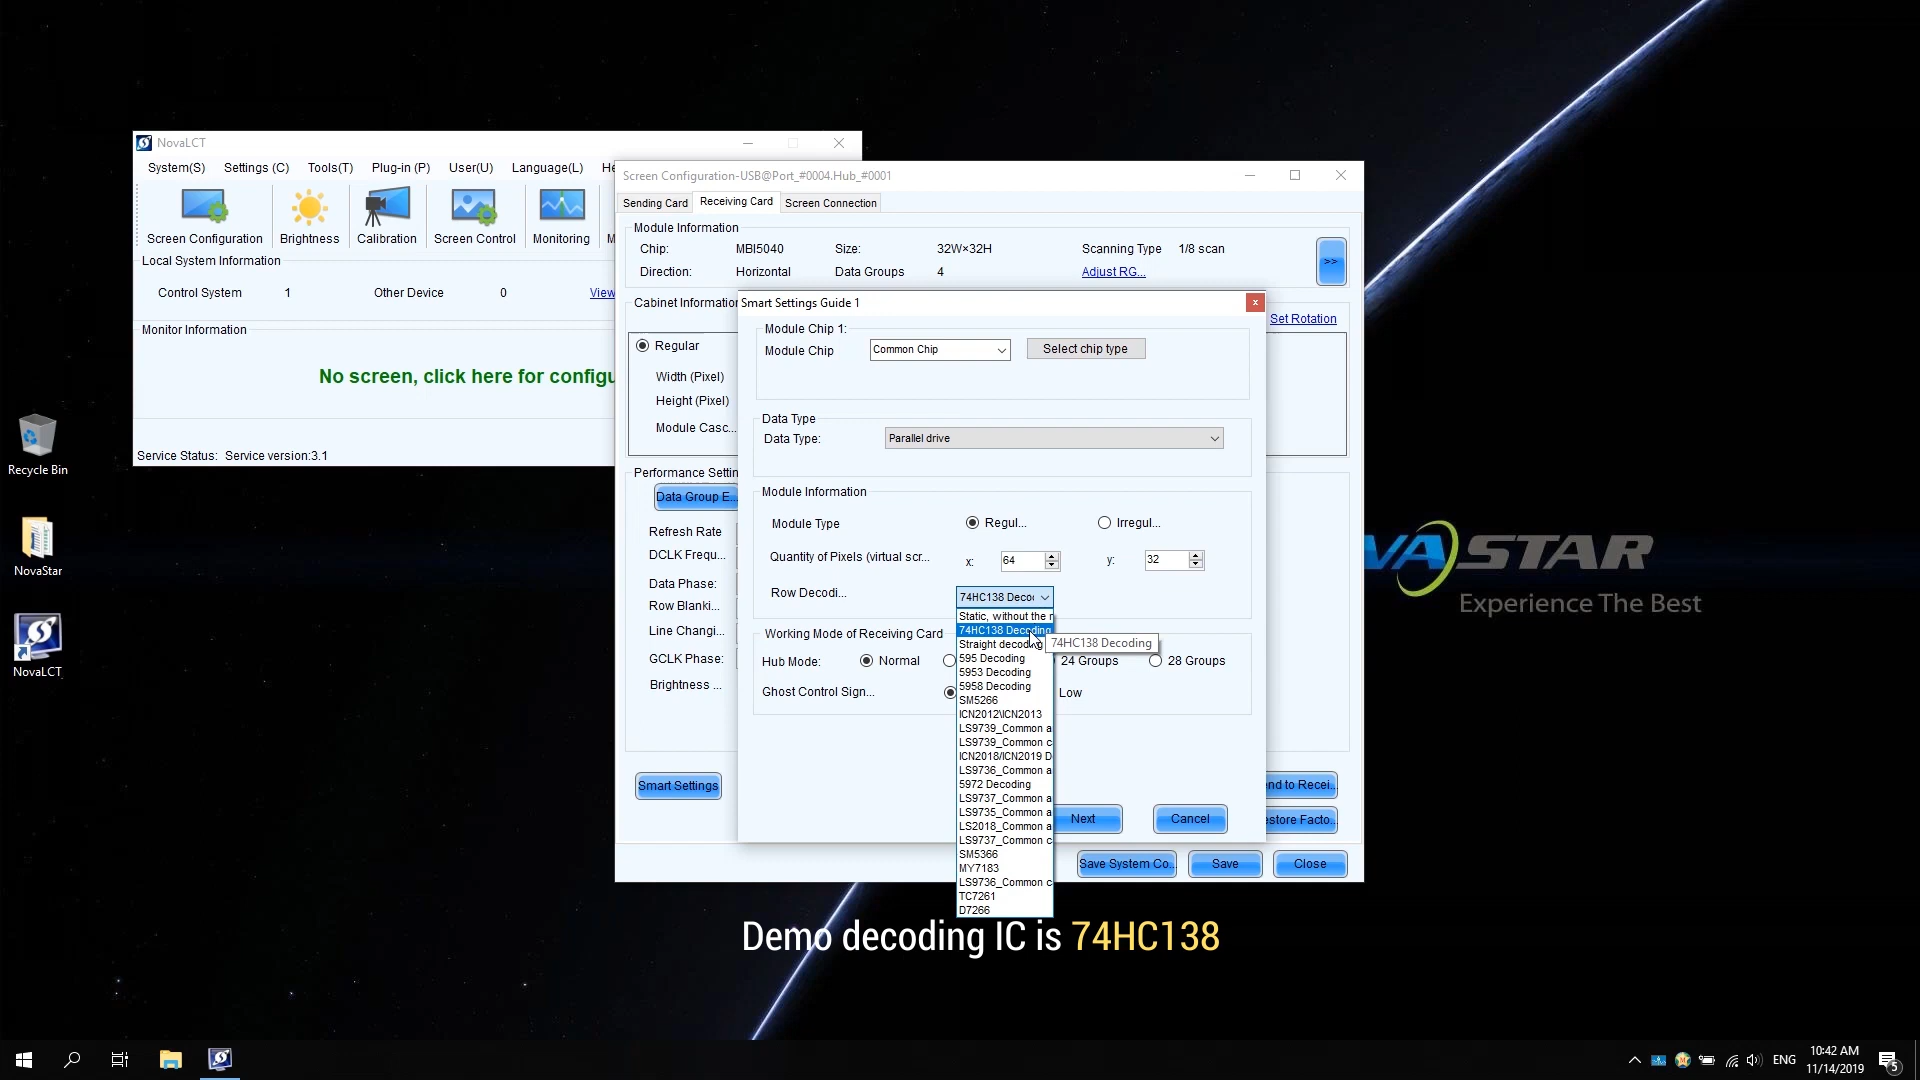 NovaLCT
System(S) Settings (C) Tools(T) Plug-in (P) User(U) Language(L) He
Screen Configuration Brightness Calibration Screen Control Monitoring M
Local System Information
Control System 1 Other Device 0 View
Monitor Information
No screen, click here for configu
Service Status: Service version:3.1
Screen Configuration-USB@Port_#0004.Hub_#0001
Sending Card Receiving Card Screen Connection
Module Information
Chip: MBI5040 Size: 32W×32H Scanning Type 1/8 scan
Direction: Horizontal Data Groups 4 Adjust RG...
>>
Cabinet Information
Set Rotation
Regular
Width (Pixel)
Height (Pixel)
Module Casc...
Performance Settin
Data Group E...
Refresh Rate
DCLK Frequ...
Data Phase:
Row Blanki...
Line Changi...
GCLK Phase:
Brightness ...
Smart Settings
nd to Recei...
estore Facto...
Save System Co... Save Close
Smart Settings Guide 1
x
Module Chip 1:
Module Chip Common Chip Select chip type
Data Type
Data Type: Parallel drive
Module Information
Module Type Regul... Irregul...
Quantity of Pixels (virtual scr... x: 64 y: 32
Row Decodi... 74HC138 Decoc
Working Mode of Receiving Card
Hub Mode: Normal 24 Groups 28 Groups
Ghost Control Sign... Low
Next Cancel
Static, without the r
74HC138 Decoding
Straight decoding
595 Decoding
5953 Decoding
5958 Decoding
SM5266
ICN2012\ICN2013
LS9739_Common a
LS9739_Common c
ICN2018/ICN2019 D
LS9736_Common a
5972 Decoding
LS9737_Common a
LS9735_Common a
LS2018_Common a
LS9737_Common c
SM5366
MY7183
LS9736_Common c
TC7261
D7266
74HC138 Decoding
Recycle Bin
NovaStar
NovaLCT
VASTAR
Experience The Best
Demo decoding IC is 74HC138
ENG
10:42 AM
11/14/2019
5